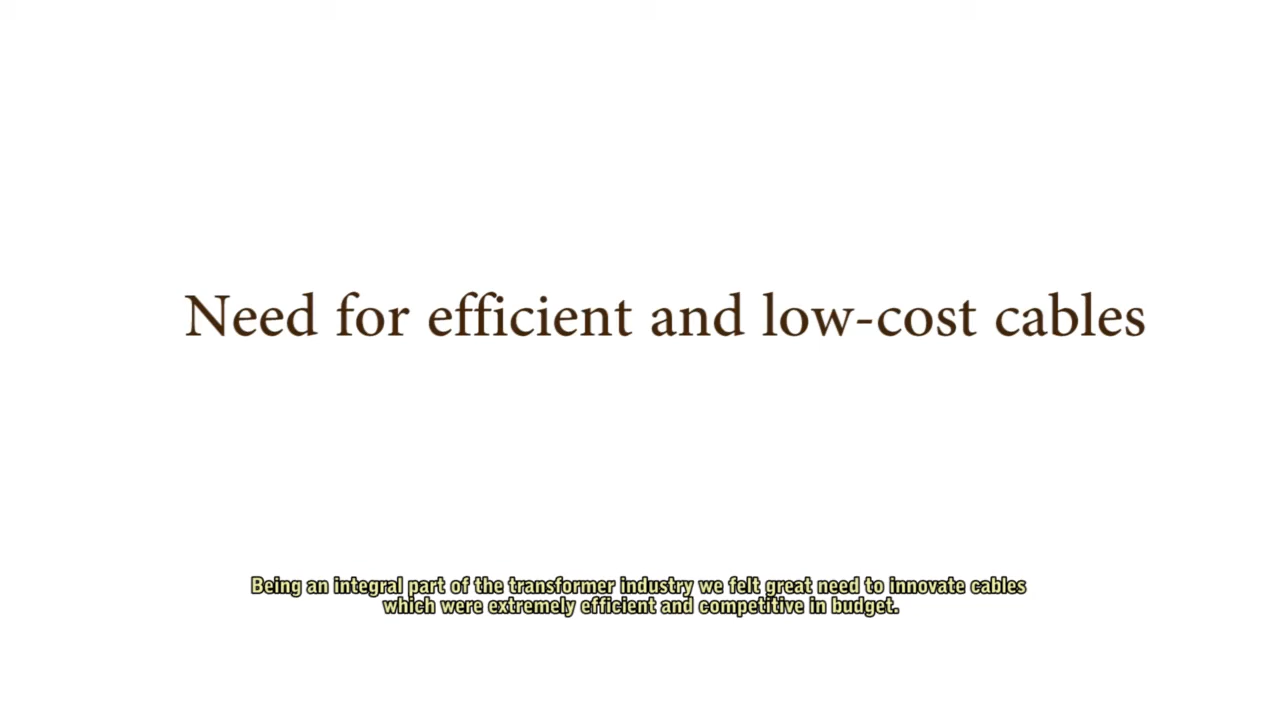 Need for efficient and low-cost cables
Being an integral part of the transformer industry we felt great need to innovate cables
which were extremely efficient and competitive in budget.